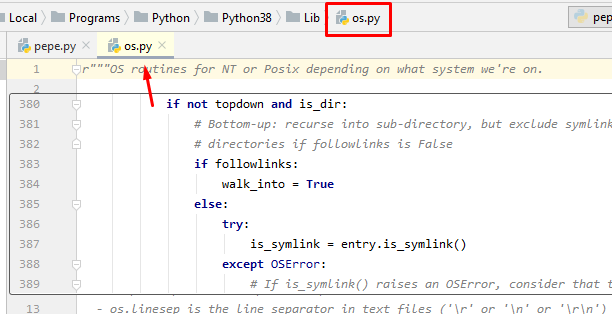 Local Programs Python Python38 Lib os.py pepe
pepe.py os.py
1 r"""OS routines for NT or Posix depending on what system we're on.
2
380 if not topdown and is_dir:
381 # Bottom-up: recurse into sub-directory, but exclude symlink
382 # directories if followlinks is False
383 if followlinks:
384 walk_into = True
385 else:
386 try:
387 is_symlink = entry.is_symlink()
388 except OSError:
389 # If is_symlink() raises an OSError, consider that t
13 - os.linesep is the line separator in text files ('\r' or '\n' or '\r\n')